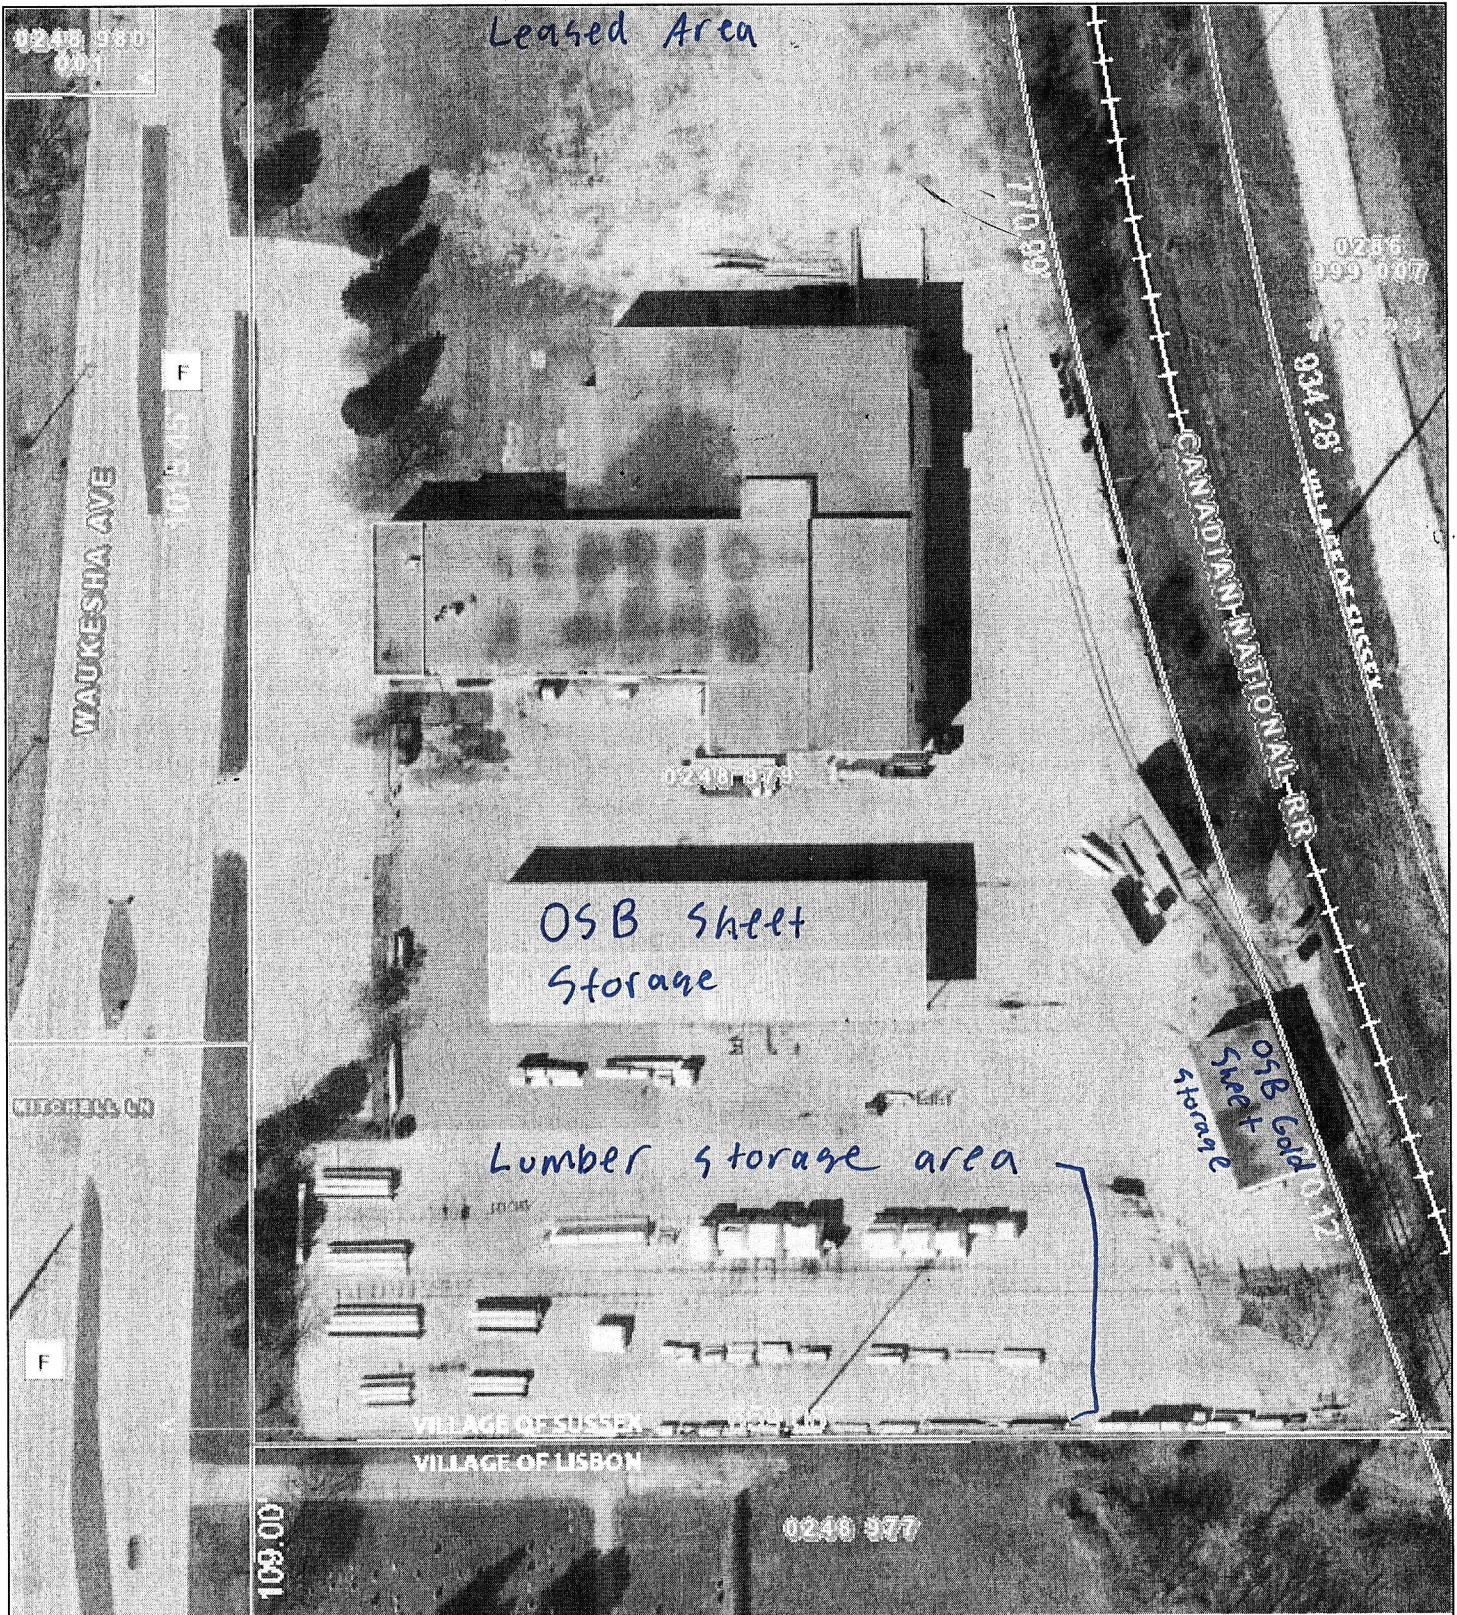 Leased Area
0248 980
001
770.99'
0286
999 007
F
934.28'
WAUKESHA AVE
CANADIAN NATIONAL RR
VILLAGE OF SUSSEX
0248 979
OSB Sheet
Storage
OSB Gold
Sheet
Storage
MITCHELL LN
Lumber storage area
F
VILLAGE OF SUSSEX
VILLAGE OF LISBON
109.00'
0248 977